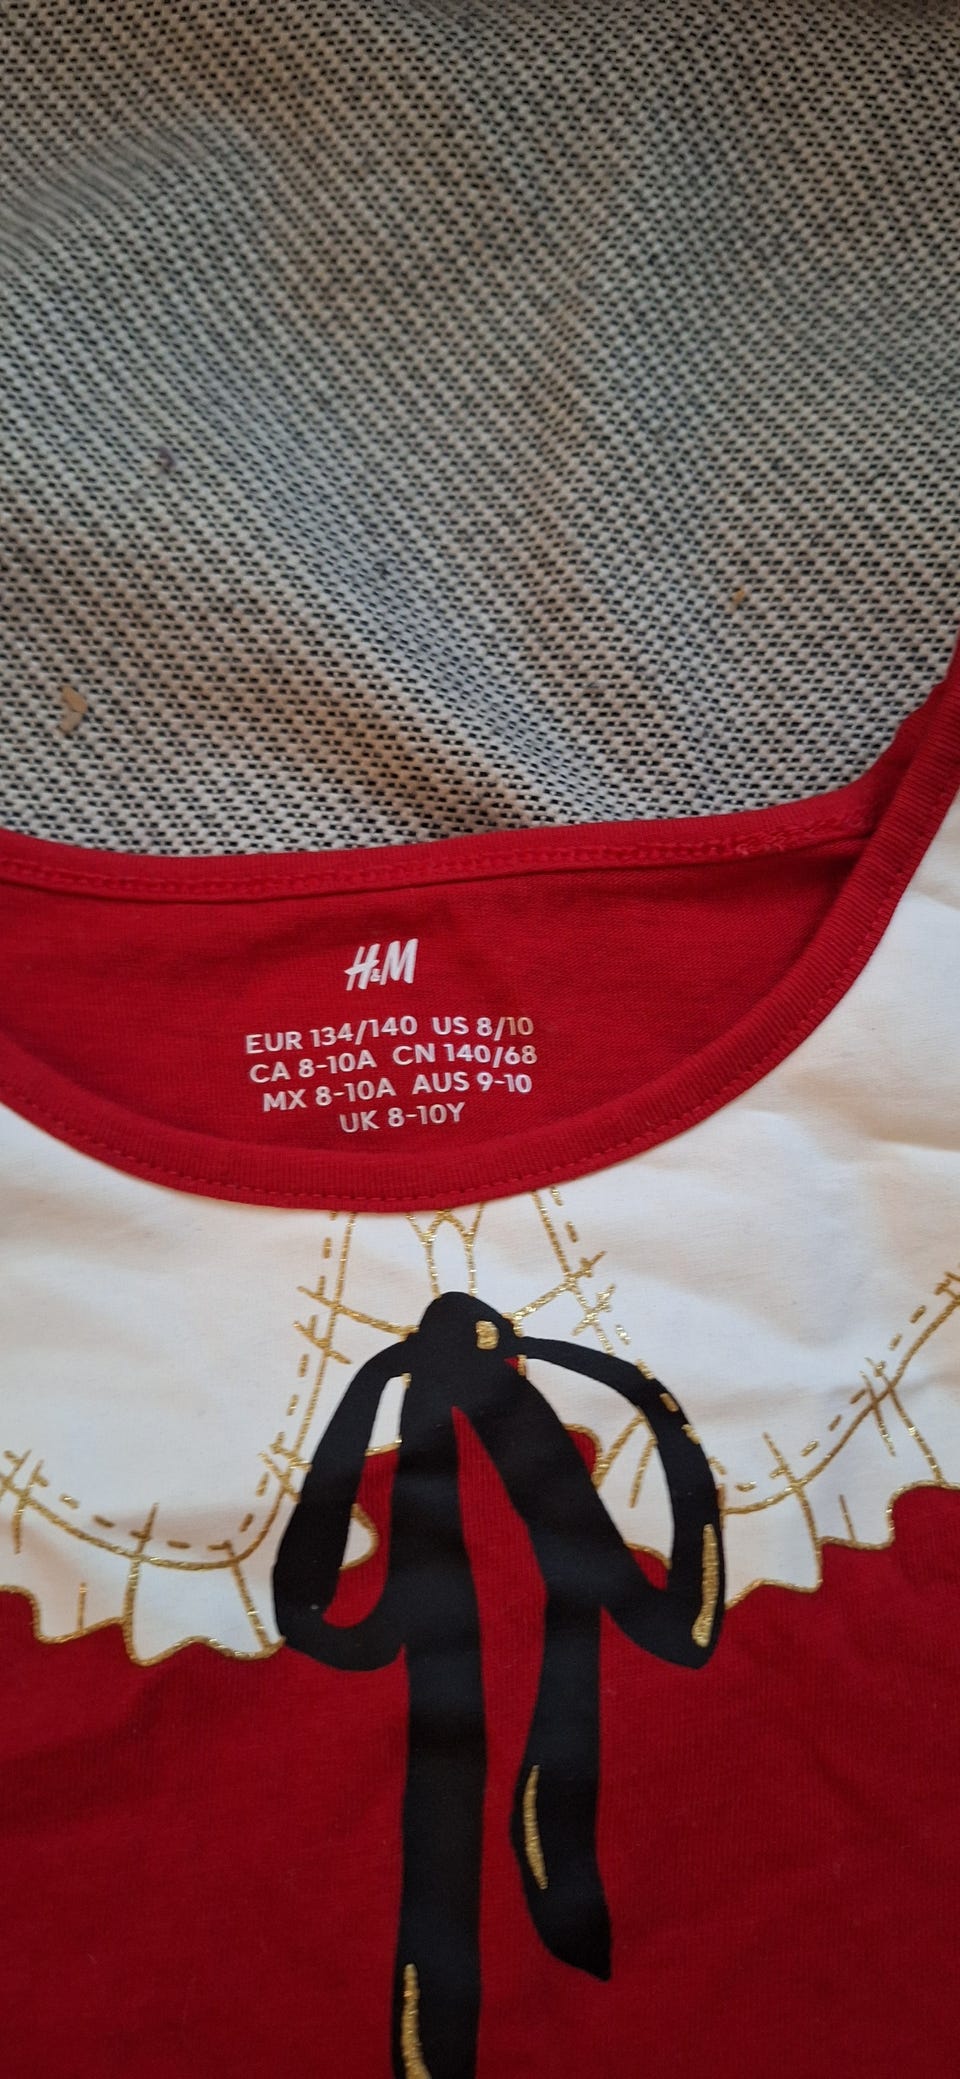 H&M
EUR 134/140 US 8/10
CA 8-10A CN 140/68
MX 8-10A AUS 9-10
UK 8-10Y